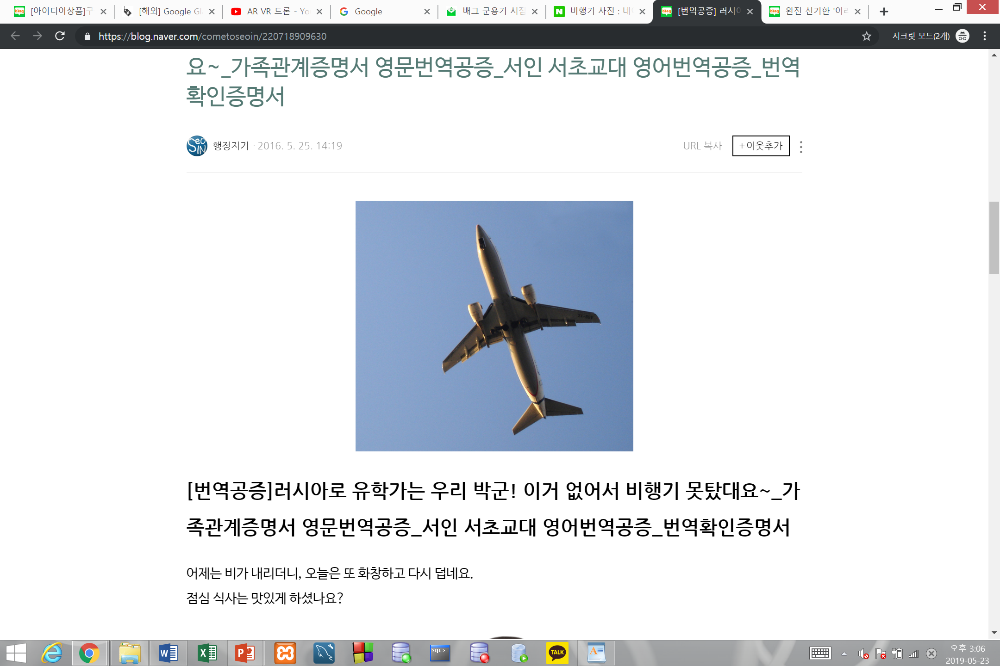 [아이디어상품]구
[해외] Google Gl
AR VR 드론 - Yo
Google
배그 군용기 시점
비행기 사진 : 네이
[번역공증] 러시아
완전 신기한 '어라
https://blog.naver.com/cometoseoin/220718909630
시크릿 모드(2개)
요~_가족관계증명서 영문번역공증_서인 서초교대 영어번역공증_번역
확인증명서
SEO
SIN
행정지기 · 2016. 5. 25. 14:19
URL 복사
+이웃추가
[번역공증]러시아로 유학가는 우리 박군! 이거 없어서 비행기 못탔대요~_가
족관계증명서 영문번역공증_서인 서초교대 영어번역공증_번역확인증명서
어제는 비가 내리더니, 오늘은 또 화창하고 다시 덥네요.
점심 식사는 맛있게 하셨나요?
SQL>
TALK
오후 3:06
2019-05-23